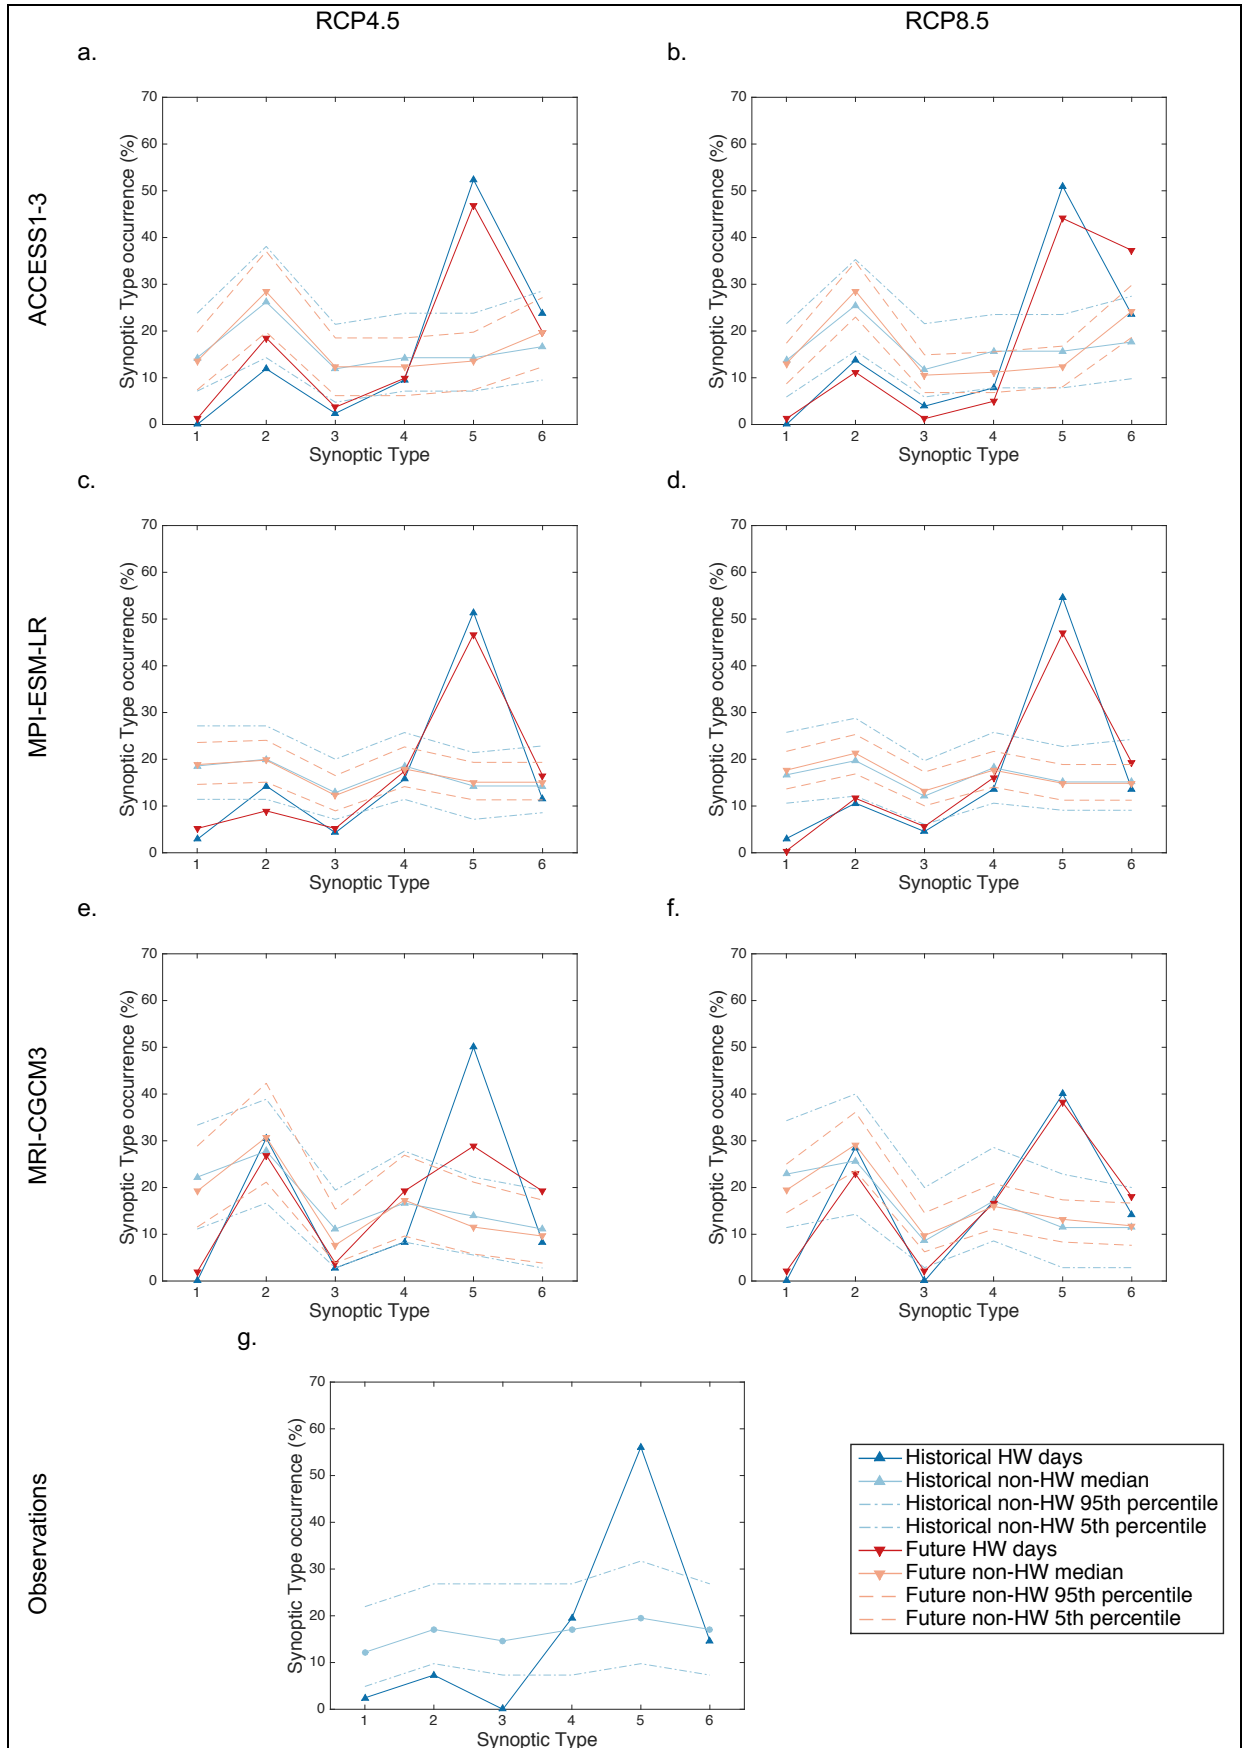 RCP4.5 RCP8.5
a. b.
ACCESS1-3
Synoptic Type occurrence (%)
70
60
50
40
30
20
10
0
1 2 3 4 5 6
Synoptic Type
Synoptic Type occurrence (%)
70
60
50
40
30
20
10
0
1 2 3 4 5 6
Synoptic Type
c. d.
MPI-ESM-LR
Synoptic Type occurrence (%)
70
60
50
40
30
20
10
0
1 2 3 4 5 6
Synoptic Type
Synoptic Type occurrence (%)
70
60
50
40
30
20
10
0
1 2 3 4 5 6
Synoptic Type
e. f.
MRI-CGCM3
Synoptic Type occurrence (%)
70
60
50
40
30
20
10
0
1 2 3 4 5 6
Synoptic Type
Synoptic Type occurrence (%)
70
60
50
40
30
20
10
0
1 2 3 4 5 6
Synoptic Type
g.
Observations
Synoptic Type occurrence (%)
70
60
50
40
30
20
10
0
1 2 3 4 5 6
Synoptic Type
Historical HW days
Historical non-HW median
Historical non-HW 95th percentile
Historical non-HW 5th percentile
Future HW days
Future non-HW median
Future non-HW 95th percentile
Future non-HW 5th percentile